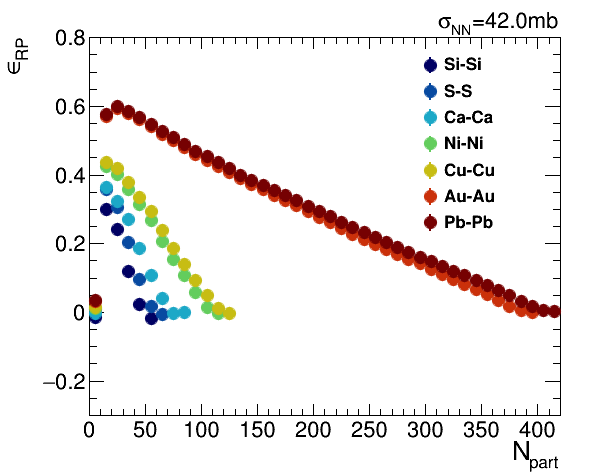 σNN=42.0mb
εRP
0.8
0.6
0.4
0.2
0
−0.2
Si-Si
S-S
Ca-Ca
Ni-Ni
Cu-Cu
Au-Au
Pb-Pb
0 50 100 150 200 250 300 350 400
Npart